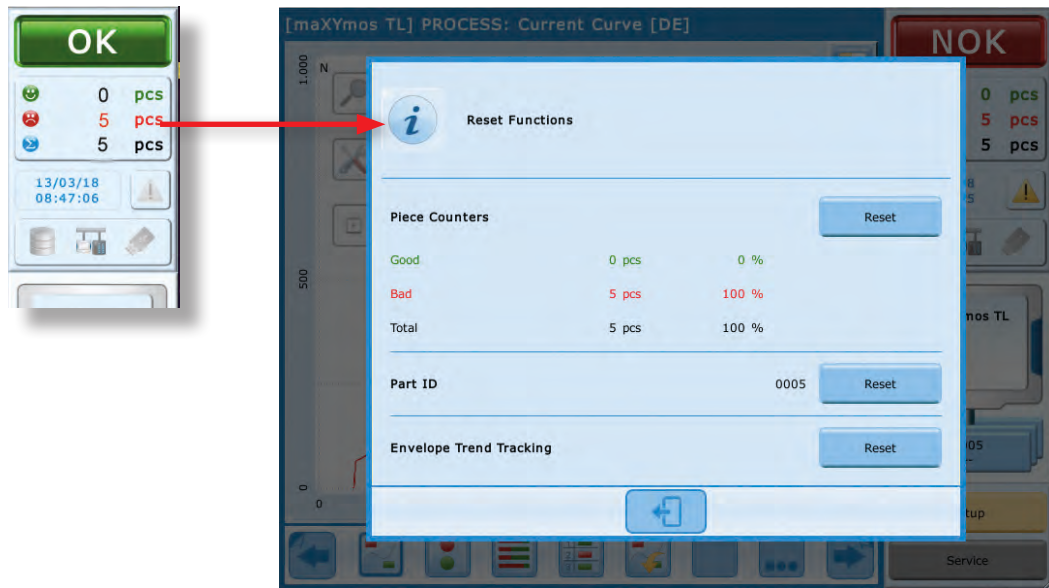 OK
0 pcs
5 pcs
5 pcs
13/03/18
08:47:06
[maXYmos TL] PROCESS: Current Curve [DE]
NOK
1.000
N
0 pcs
5 pcs
5 pcs
i
Reset Functions
Piece Counters
Reset
Good 0 pcs 0 %
Bad 5 pcs 100 %
Total 5 pcs 100 %
500
mos TL
Part ID 0005 Reset
Envelope Trend Tracking Reset
05
0
0
tup
Service